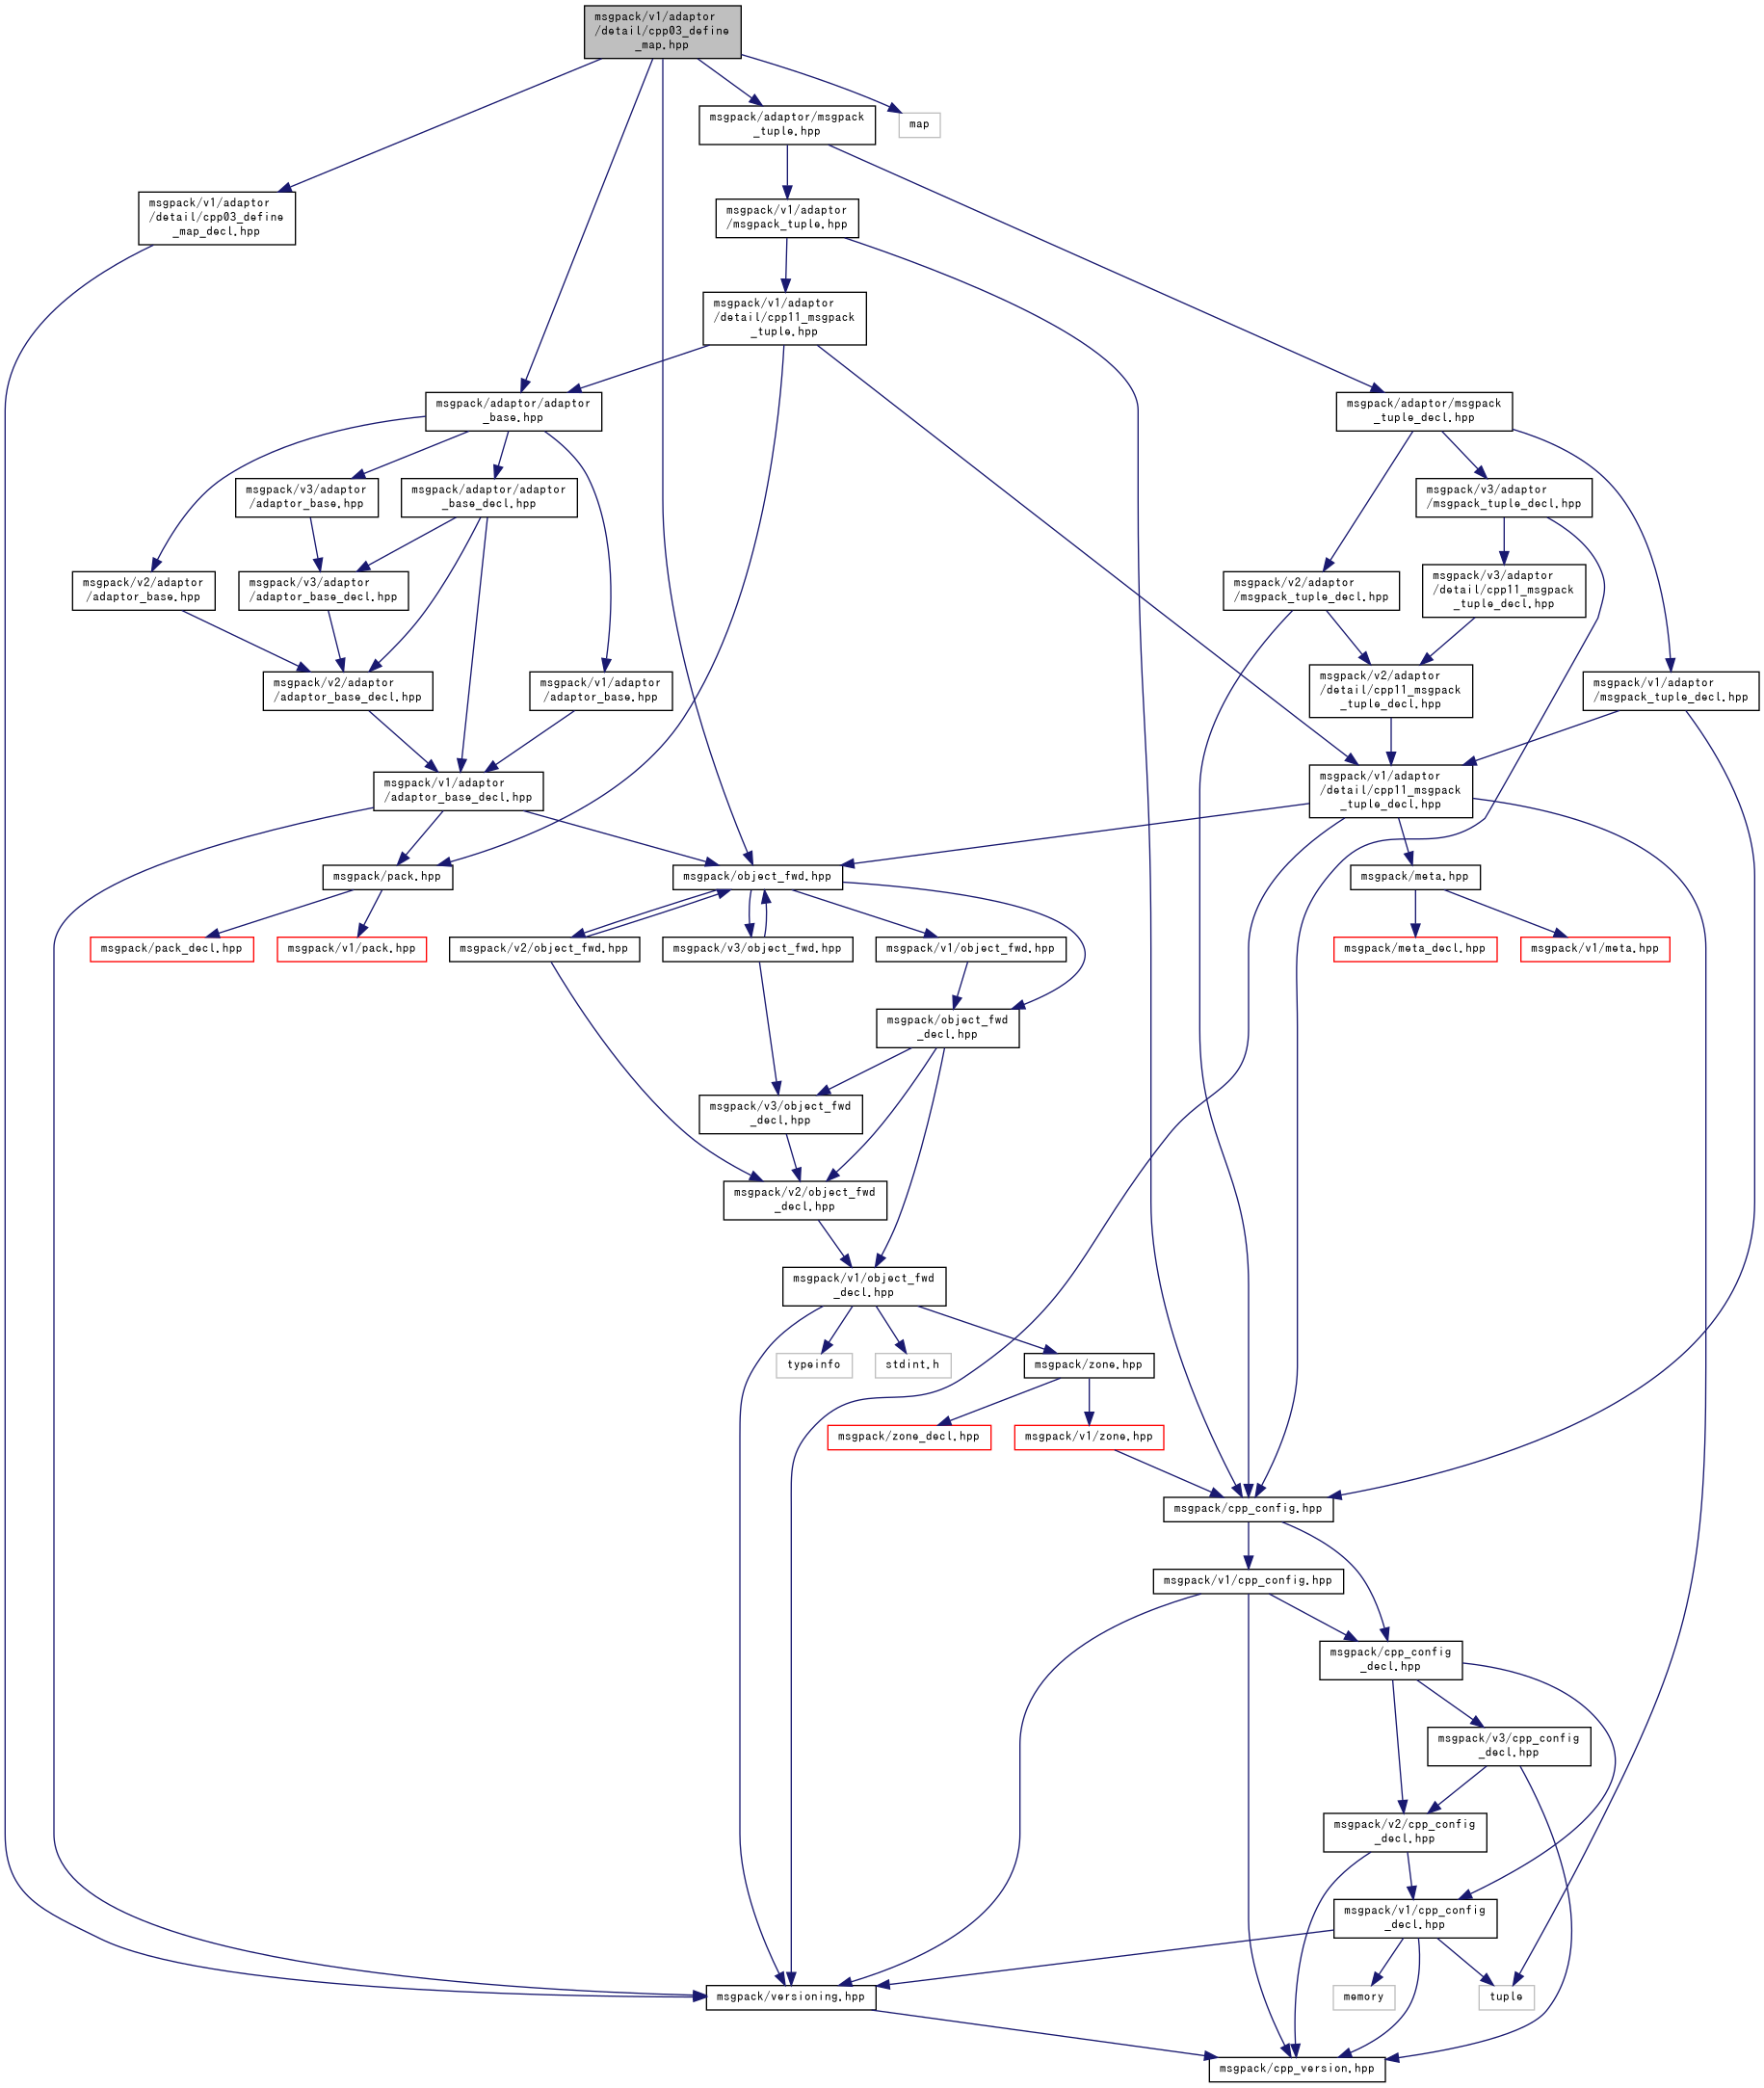 msgpack/v1/adaptor
/detail/cpp03_define
_map.hpp
msgpack/adaptor/msgpack
_tuple.hpp
map
msgpack/v1/adaptor
/detail/cpp03_define
_map_decl.hpp
msgpack/v1/adaptor
/msgpack_tuple.hpp
msgpack/v1/adaptor
/detail/cpp11_msgpack
_tuple.hpp
msgpack/adaptor/adaptor
_base.hpp
msgpack/adaptor/msgpack
_tuple_decl.hpp
msgpack/v3/adaptor
/adaptor_base.hpp
msgpack/adaptor/adaptor
_base_decl.hpp
msgpack/v3/adaptor
/msgpack_tuple_decl.hpp
msgpack/v2/adaptor
/adaptor_base.hpp
msgpack/v3/adaptor
/adaptor_base_decl.hpp
msgpack/v2/adaptor
/msgpack_tuple_decl.hpp
msgpack/v3/adaptor
/detail/cpp11_msgpack
_tuple_decl.hpp
msgpack/v2/adaptor
/adaptor_base_decl.hpp
msgpack/v1/adaptor
/adaptor_base.hpp
msgpack/v2/adaptor
/detail/cpp11_msgpack
_tuple_decl.hpp
msgpack/v1/adaptor
/msgpack_tuple_decl.hpp
msgpack/v1/adaptor
/adaptor_base_decl.hpp
msgpack/v1/adaptor
/detail/cpp11_msgpack
_tuple_decl.hpp
msgpack/pack.hpp
msgpack/object_fwd.hpp
msgpack/meta.hpp
msgpack/pack_decl.hpp
msgpack/v1/pack.hpp
msgpack/v2/object_fwd.hpp
msgpack/v3/object_fwd.hpp
msgpack/v1/object_fwd.hpp
msgpack/meta_decl.hpp
msgpack/v1/meta.hpp
msgpack/object_fwd
_decl.hpp
msgpack/v3/object_fwd
_decl.hpp
msgpack/v2/object_fwd
_decl.hpp
msgpack/v1/object_fwd
_decl.hpp
typeinfo
stdint.h
msgpack/zone.hpp
msgpack/zone_decl.hpp
msgpack/v1/zone.hpp
msgpack/cpp_config.hpp
msgpack/v1/cpp_config.hpp
msgpack/cpp_config
_decl.hpp
msgpack/v3/cpp_config
_decl.hpp
msgpack/v2/cpp_config
_decl.hpp
msgpack/v1/cpp_config
_decl.hpp
msgpack/versioning.hpp
memory
tuple
msgpack/cpp_version.hpp